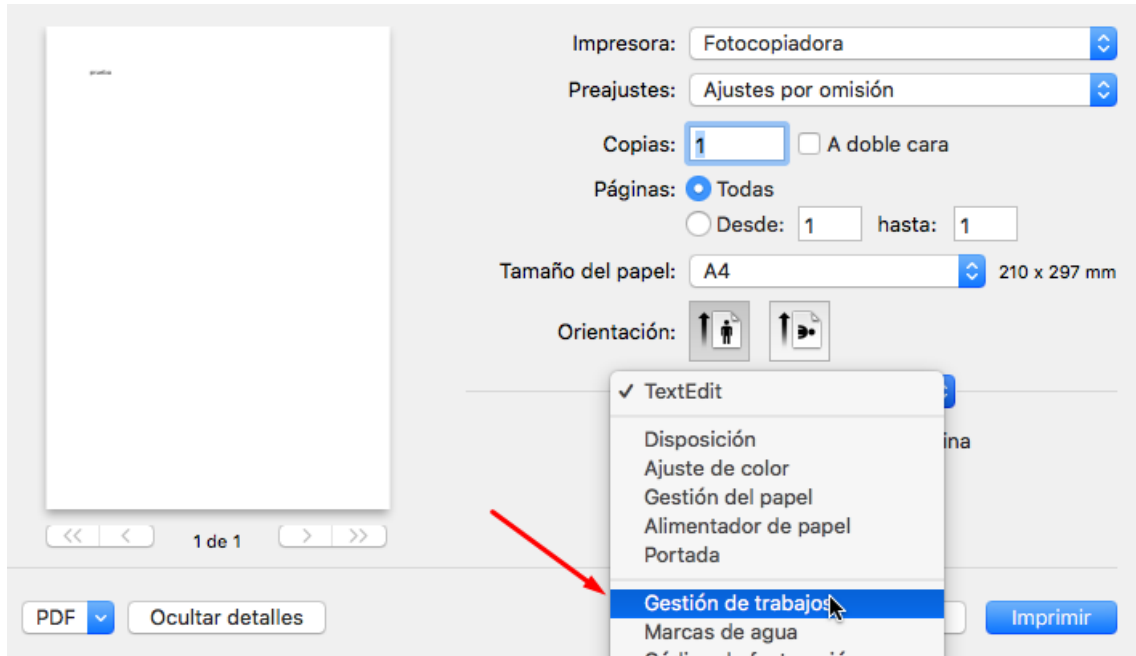 Impresora: Fotocopiadora
Preajustes: Ajustes por omisión
Copias: 1 A doble cara
Páginas: Todas
Desde: 1 hasta: 1
Tamaño del papel: A4 210 x 297 mm
Orientación:
✓ TextEdit
Disposición
ina
Ajuste de color
Gestión del papel
Alimentador de papel
Portada
1 de 1
Gestión de trabajos
Marcas de agua
PDF Ocultar detalles Imprimir